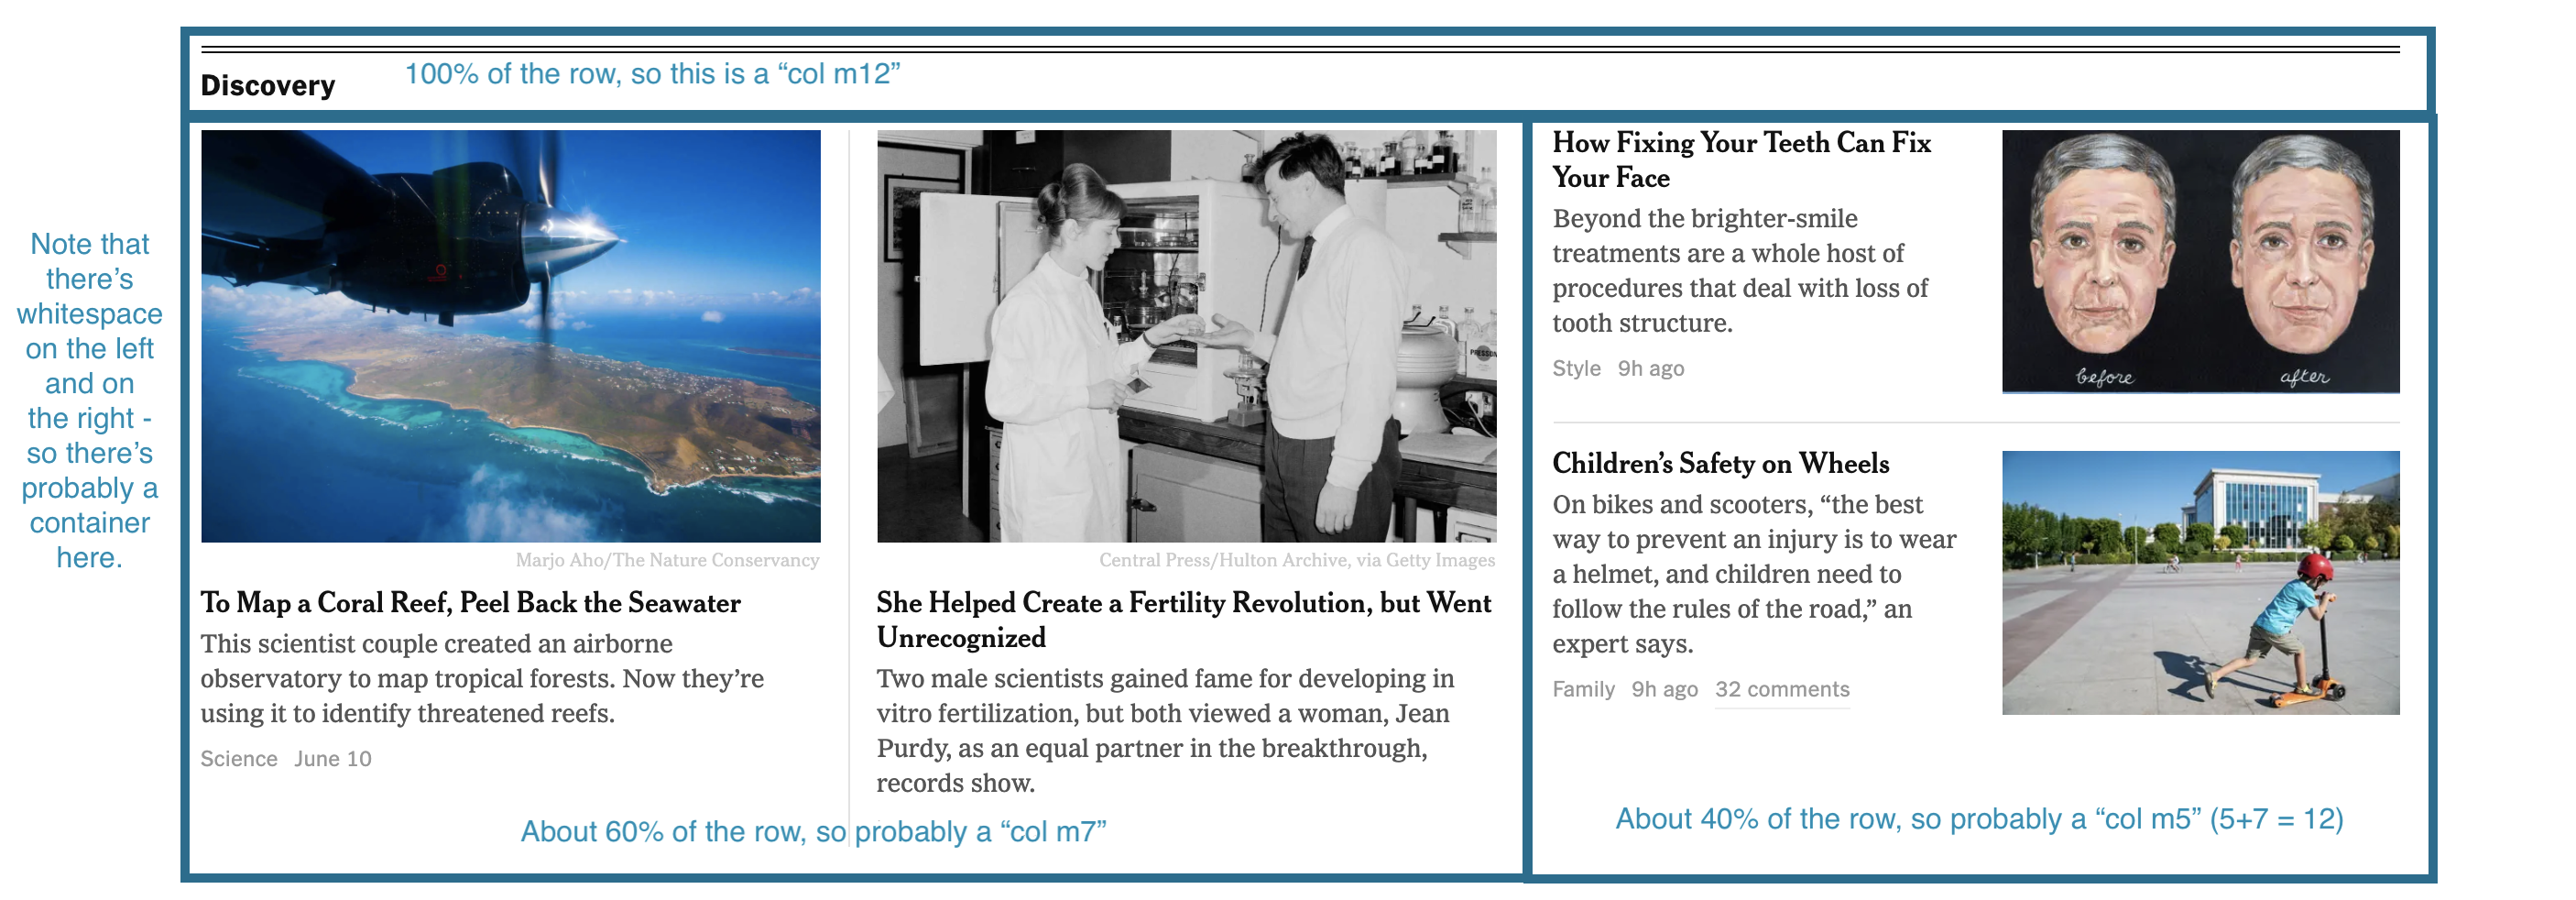 100% of the row, so this is a “col m12”
Discovery
Note that
there’s
whitespace
on the left
and on
the right -
so there’s
probably a
container
here.
Marjo Aho/The Nature Conservancy
To Map a Coral Reef, Peel Back the Seawater
This scientist couple created an airborne
observatory to map tropical forests. Now they’re
using it to identify threatened reefs.
Science June 10
Central Press/Hulton Archive, via Getty Images
She Helped Create a Fertility Revolution, but Went
Unrecognized
Two male scientists gained fame for developing in
vitro fertilization, but both viewed a woman, Jean
Purdy, as an equal partner in the breakthrough,
records show.
About 60% of the row, so probably a “col m7”
How Fixing Your Teeth Can Fix
Your Face
Beyond the brighter-smile
treatments are a whole host of
procedures that deal with loss of
tooth structure.
Style 9h ago
before after
Children’s Safety on Wheels
On bikes and scooters, “the best
way to prevent an injury is to wear
a helmet, and children need to
follow the rules of the road,” an
expert says.
Family 9h ago 32 comments
About 40% of the row, so probably a “col m5” (5+7 = 12)